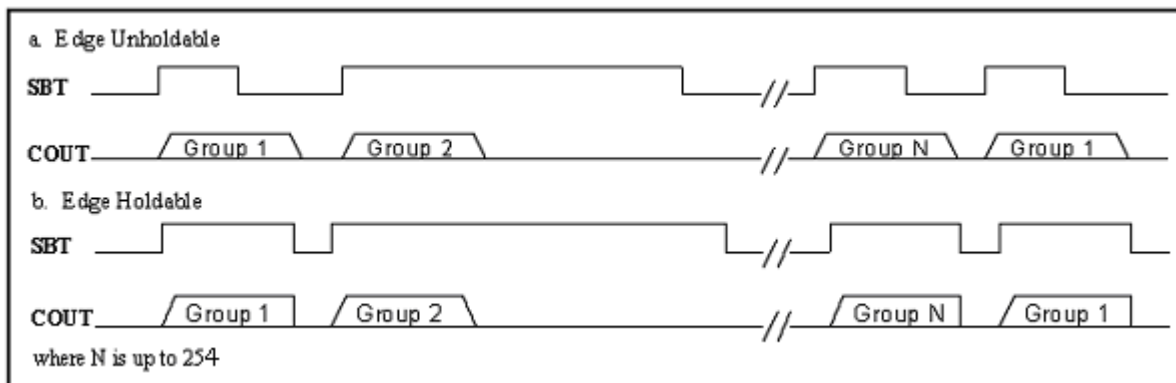 a. Edge Unholdable
SBT
COUT Group 1 Group 2 Group N Group 1
b. Edge Holdable
SBT
COUT Group 1 Group 2 Group N Group 1
where N is up to 254